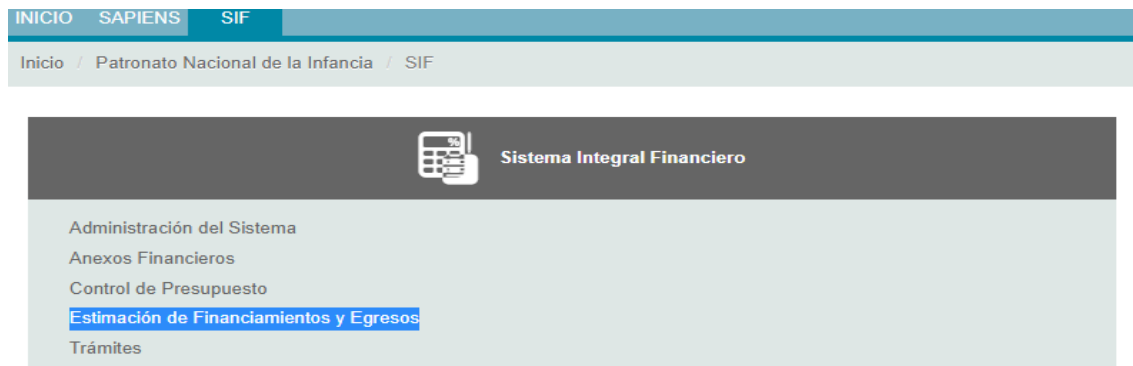 INICIO SAPIENS SIF
Inicio / Patronato Nacional de la Infancia / SIF
% Sistema Integral Financiero
Administración del Sistema
Anexos Financieros
Control de Presupuesto
Estimación de Financiamientos y Egresos
Trámites